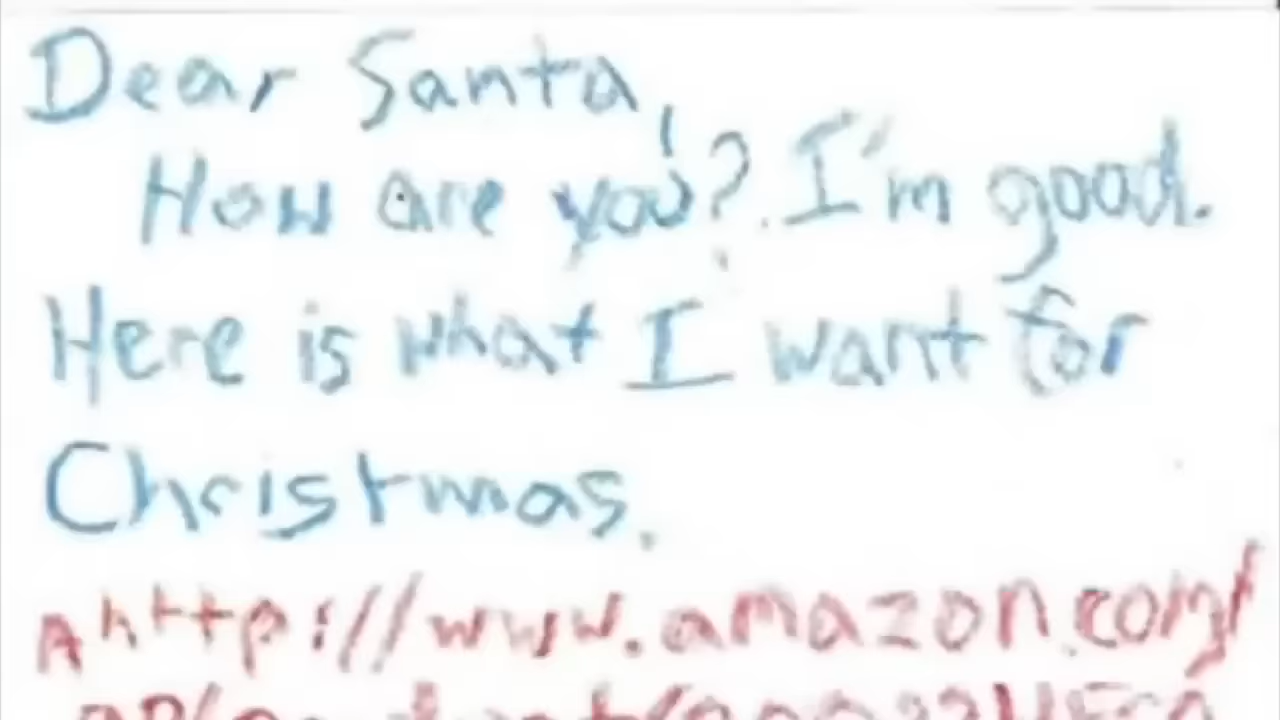 Dear Santa,
How are you? I'm good.
Here is what I want for
Christmas.
A http://www.amazon.com/